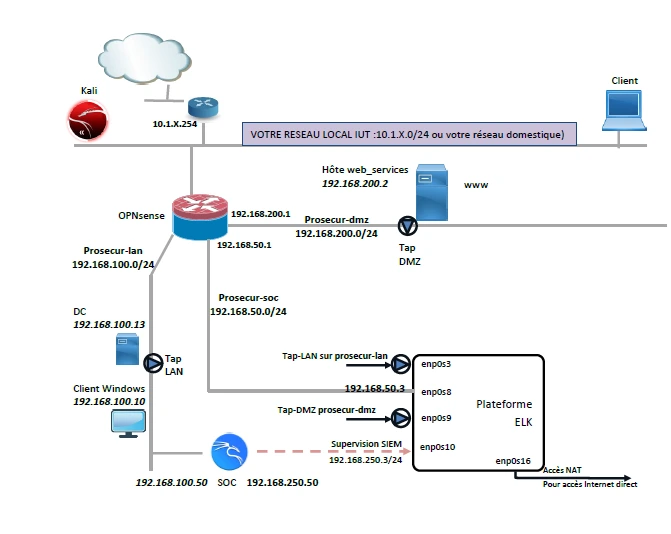 Kali
Client
10.1.X.254
VOTRE RESEAU LOCAL IUT :10.1.X.0/24 ou votre réseau domestique)
Hôte web_services
192.168.200.2
www
OPNsense
192.168.200.1
Prosecur-dmz
192.168.200.0/24
192.168.50.1
Tap
DMZ
Prosecur-lan
192.168.100.0/24
Prosecur-soc
192.168.50.0/24
DC
192.168.100.13
Tap
LAN
Tap-LAN sur prosecur-lan
enp0s3
Client Windows
192.168.100.10
192.168.50.3
enp0s8
Plateforme
ELK
Tap-DMZ prosecur-dmz
enp0s9
Supervision SIEM
enp0s10
192.168.250.3/24
enp0s16
Accès NAT
Pour accès Internet direct
192.168.100.50
SOC
192.168.250.50